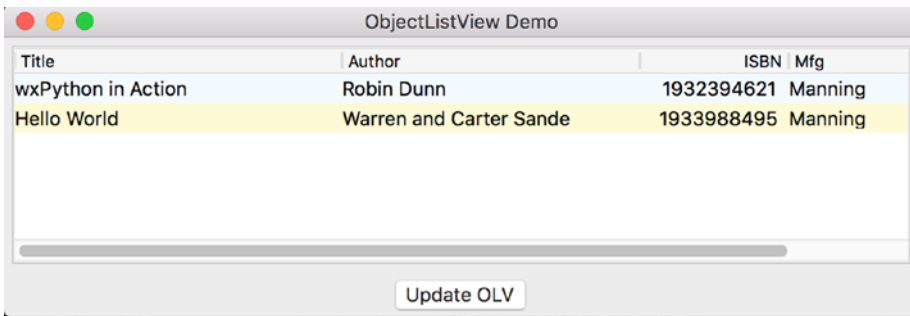 ObjectListView Demo
Title Author ISBN Mfg
wxPython in Action Robin Dunn 1932394621 Manning
Hello World Warren and Carter Sande 1933988495 Manning
Update OLV